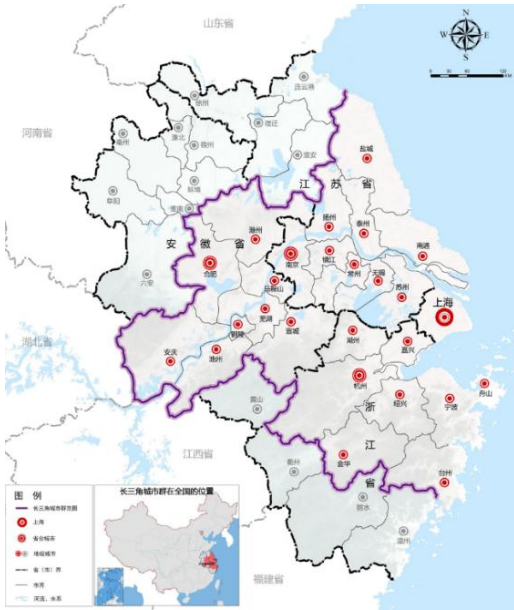 山东省
N
W
E
S
连云港
徐州
河南省
宿迁
淮北
亳州
宿州
盐城
淮安
蚌埠
江苏省
阜阳
淮南
扬州
泰州
安徽省
滁州
南通
镇江
南京
合肥
常州
无锡
六安
马鞍山
苏州
上海
芜湖
铜陵
宣城
湖州
嘉兴
湖北省
安庆
池州
杭州
舟山
黄山
浙江省
绍兴
宁波
江西省
金华
衢州
台州
丽水
温州
福建省
图 例
长三角城市群范围
上海
省会城市
地级城市
省（市）界
市界
河流、水系
长三角城市群在全国的位置